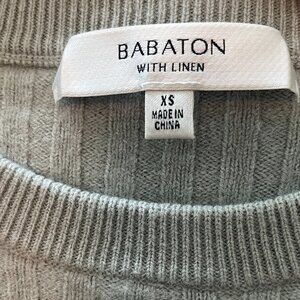 BABATON
WITH LINEN
XS
MADE IN
CHINA